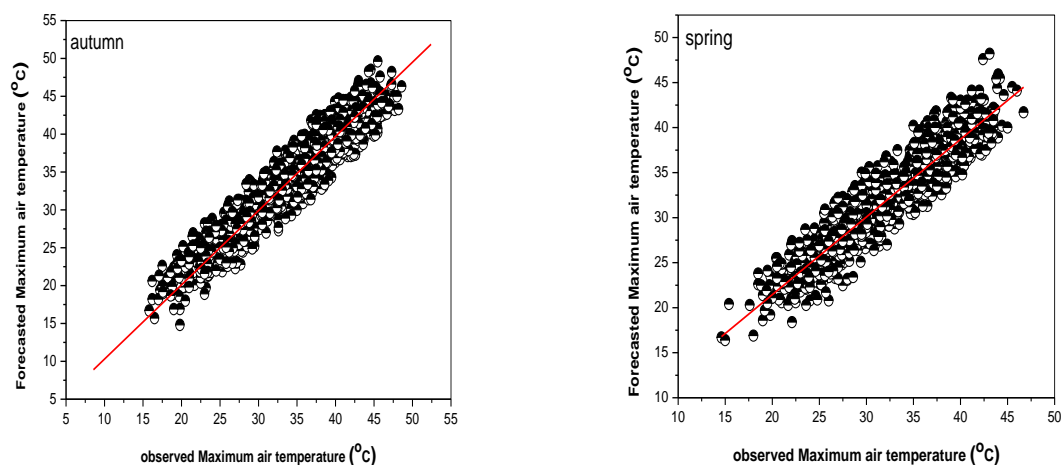 autumn
Forecasted Maximum air temperature (°C)
55
50
45
40
35
30
25
20
15
10
5
5 10 15 20 25 30 35 40 45 50 55
observed Maximum air temperature (°C)
spring
Forecasted Maximum air temperature (°C)
50
45
40
35
30
25
20
15
10
10 15 20 25 30 35 40 45 50
observed Maximum air temperature (°C)